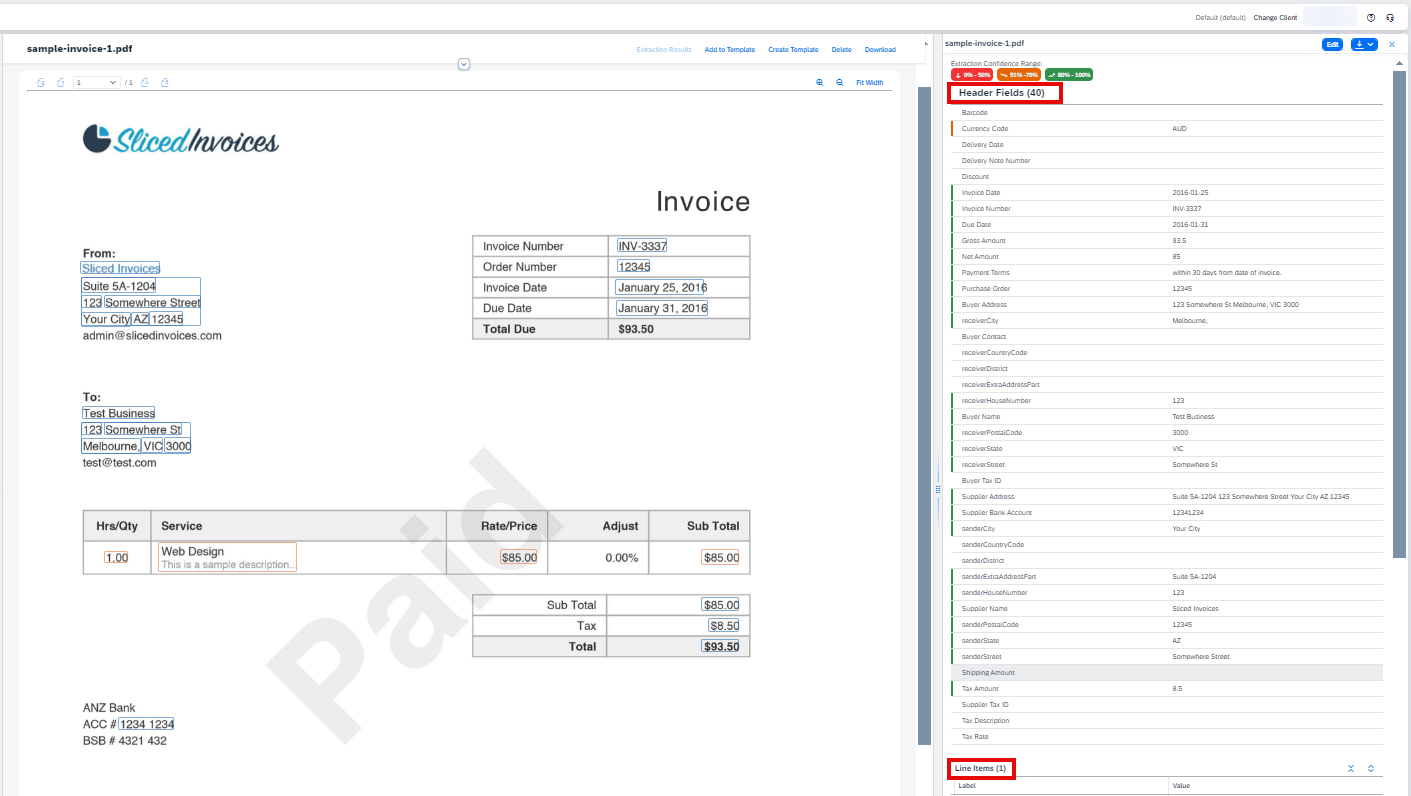 Default (default) Change Client
sample-invoice-1.pdf
Extraction Results Add to Template Create Template Delete Download
1 / 1 Fit Width
SlicedInvoices
Invoice
From:
Sliced Invoices
Suite 5A-1204
123 Somewhere Street
Your City AZ 12345
admin@slicedinvoices.com
Invoice Number INV-3337
Order Number 12345
Invoice Date January 25, 2016
Due Date January 31, 2016
Total Due $93.50
To:
Test Business
123 Somewhere St
Melbourne, VIC 3000
test@test.com
Hrs/Qty Service Rate/Price Adjust Sub Total
1.00 Web Design $85.00 0.00% $85.00
This is a sample description...
Sub Total $85.00
Tax $8.50
Total $93.50
Paid
ANZ Bank
ACC # 1234 1234
BSB # 4321 432
sample-invoice-1.pdf Edit
Extraction Confidence Range:
0% - 50% 51% -79% 80% - 100%
Header Fields (40)
Barcode
Currency Code AUD
Delivery Date
Delivery Note Number
Discount
Invoice Date 2016-01-25
Invoice Number INV-3337
Due Date 2016-01-31
Gross Amount 93.5
Net Amount 85
Payment Terms within 30 days from date of invoice.
Purchase Order 12345
Buyer Address 123 Somewhere St Melbourne, VIC 3000
receiverCity Melbourne,
Buyer Contact
receiverCountryCode
receiverDistrict
receiverExtraAddressPart
receiverHouseNumber 123
Buyer Name Test Business
receiverPostalCode 3000
receiverState VIC
receiverStreet Somewhere St
Buyer Tax ID
Supplier Address Suite 5A-1204 123 Somewhere Street Your City AZ 12345
Supplier Bank Account 12341234
senderCity Your City
senderCountryCode
senderDistrict
senderExtraAddressPart Suite 5A-1204
senderHouseNumber 123
Supplier Name Sliced Invoices
senderPostalCode 12345
senderState AZ
senderStreet Somewhere Street
Shipping Amount
Tax Amount 8.5
Supplier Tax ID
Tax Description
Tax Rate
Line Items (1)
Label Value